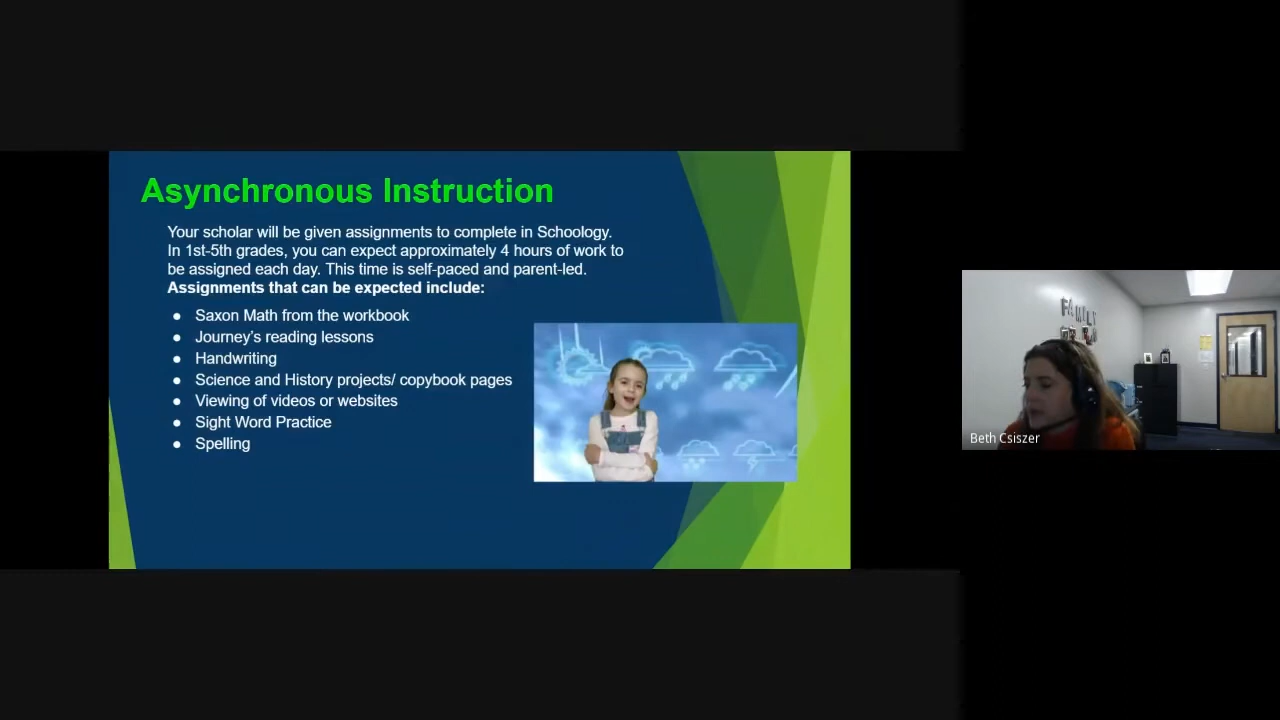 Asynchronous Instruction
Your scholar will be given assignments to complete in Schoology.
In 1st-5th grades, you can expect approximately 4 hours of work to
be assigned each day. This time is self-paced and parent-led.
Assignments that can be expected include:
● Saxon Math from the workbook
● Journey's reading lessons
● Handwriting
● Science and History projects/ copybook pages
● Viewing of videos or websites
● Sight Word Practice
● Spelling
FAMILY
Beth Csiszer